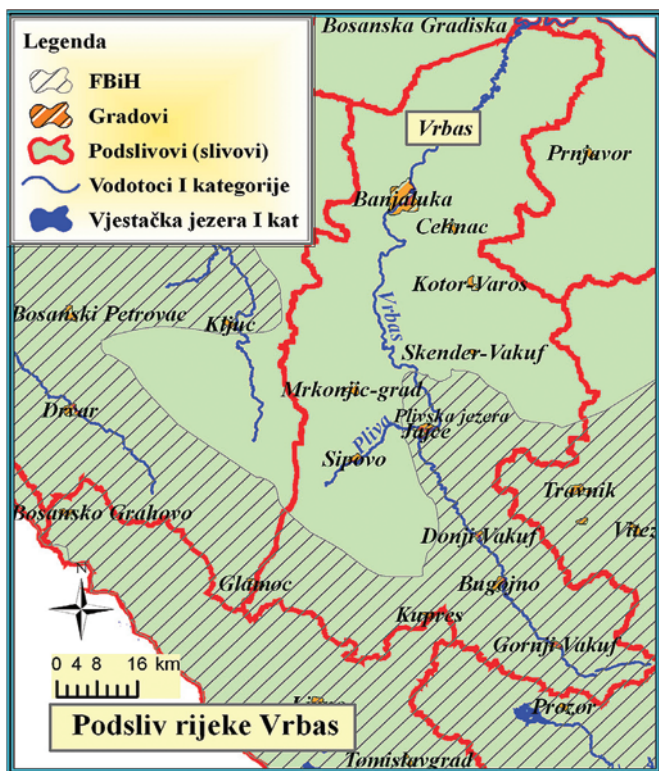 Bosanska Gradiska
Legenda
FBiH
Gradovi
Podslivovi (slivovi)
Vodotoci I kategorije
Vjestačka jezera I kat
Vrbas
Prnjavor
Banjaluka
Celinac
Kotor-Varos
Bosanski Petrovac
Kljuc
Vrbas
Skender-Vakuf
Mrkonjic-grad
Drvar
Plivska jezera
Jajce
Pliva
Sipovo
Travnik
Bosansko Grahovo
Vitez
Donji-Vakuf
Glamoc
Bugojno
N
Kupres
Gornji-Vakuf
0 4 8 16 km
Prozor
Podsliv rijeke Vrbas
Tomislavgrad